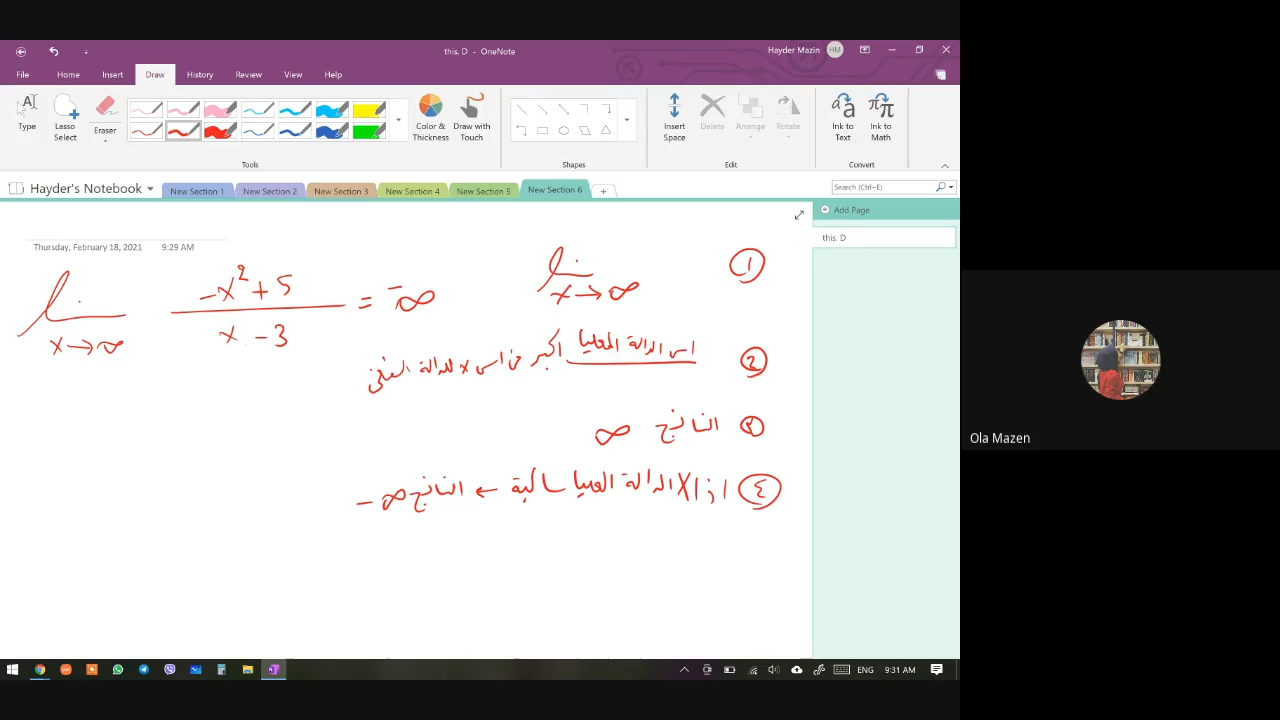 this. D - OneNote
Hayder Mazin HM
File Home Insert Draw History Review View Help
Type
Lasso Select
Eraser
Color & Thickness
Draw with Touch
Insert Space
Delete
Arrange
Rotate
Ink to Text
Ink to Math
Tools
Shapes
Edit
Convert
Hayder's Notebook
New Section 1 New Section 2 New Section 3 New Section 4 New Section 5 New Section 6
Search (Ctrl+E)
Add Page
this. D
Thursday, February 18, 2021 9:29 AM
lim x→∞ (-x²+5)/(x-3) = -∞
① lim x→∞
② اس الدالة العليا اكبر من اس x للدالة السفلى
③ الناتج ∞
④ اذا x الدالة العليا سالبة ← الناتج ∞ -
Ola Mazen
ENG 9:31 AM